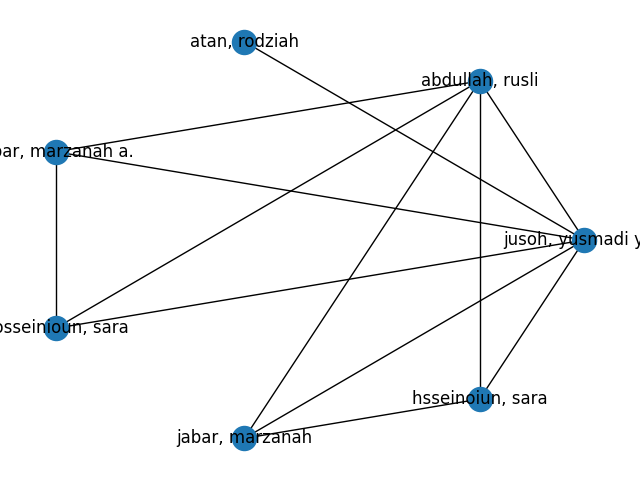 atan, rodziah
abdullah, rusli
bar, marzanah a.
jusoh, yusmadi y
osseinioun, sara
hsseinoiun, sara
jabar, marzanah